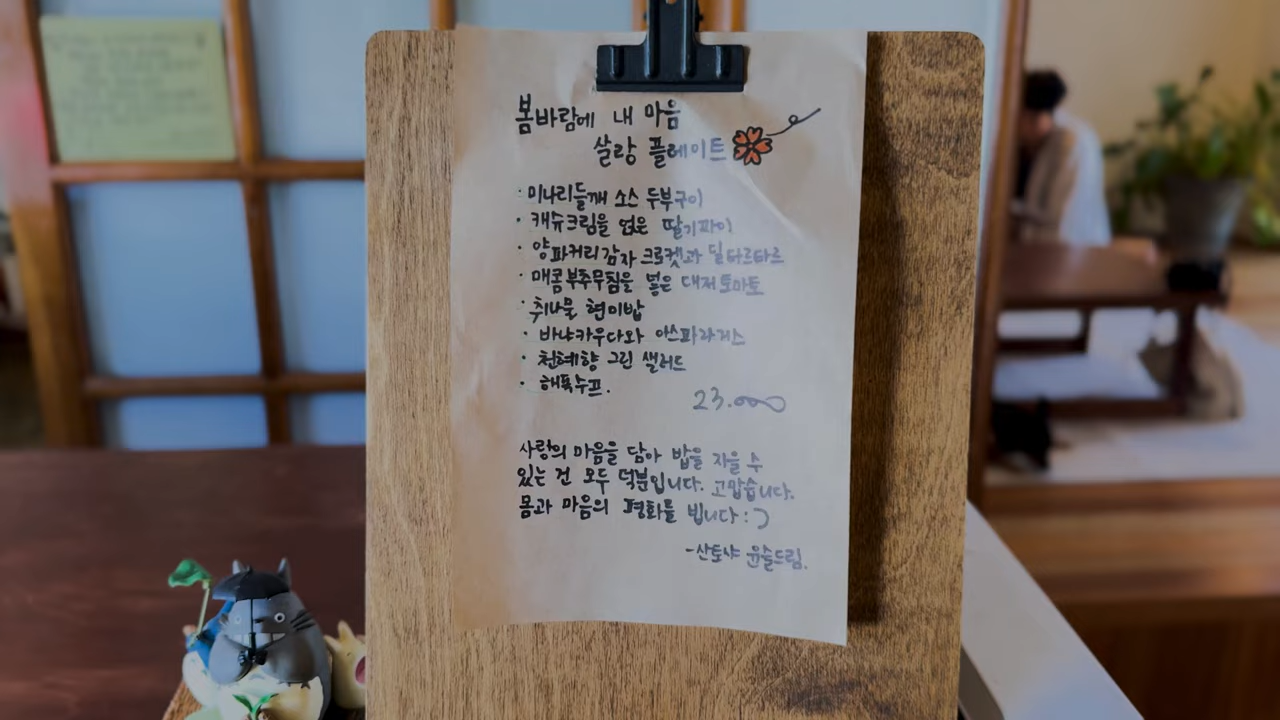 봄바람에 내 마음
살랑 플레이트
· 미나리들깨 소스 두부구이
· 캐슈크림을 얹은 딸기파이
· 양파커리감자 크로켓과 딜타르타르
· 매콤부추무침을 넣은 대저토마토
· 취나물 현미밥
· 바냐카우다와 아스파라거스
· 천혜향 그린 샐러드
· 해독수프.
23.000
사랑의 마음을 담아 밥을 지을 수
있는 건 모두 덕분입니다. 고맙습니다.
몸과 마음의 평화를 빕니다 :)
- 산토샤 윤슬드림.